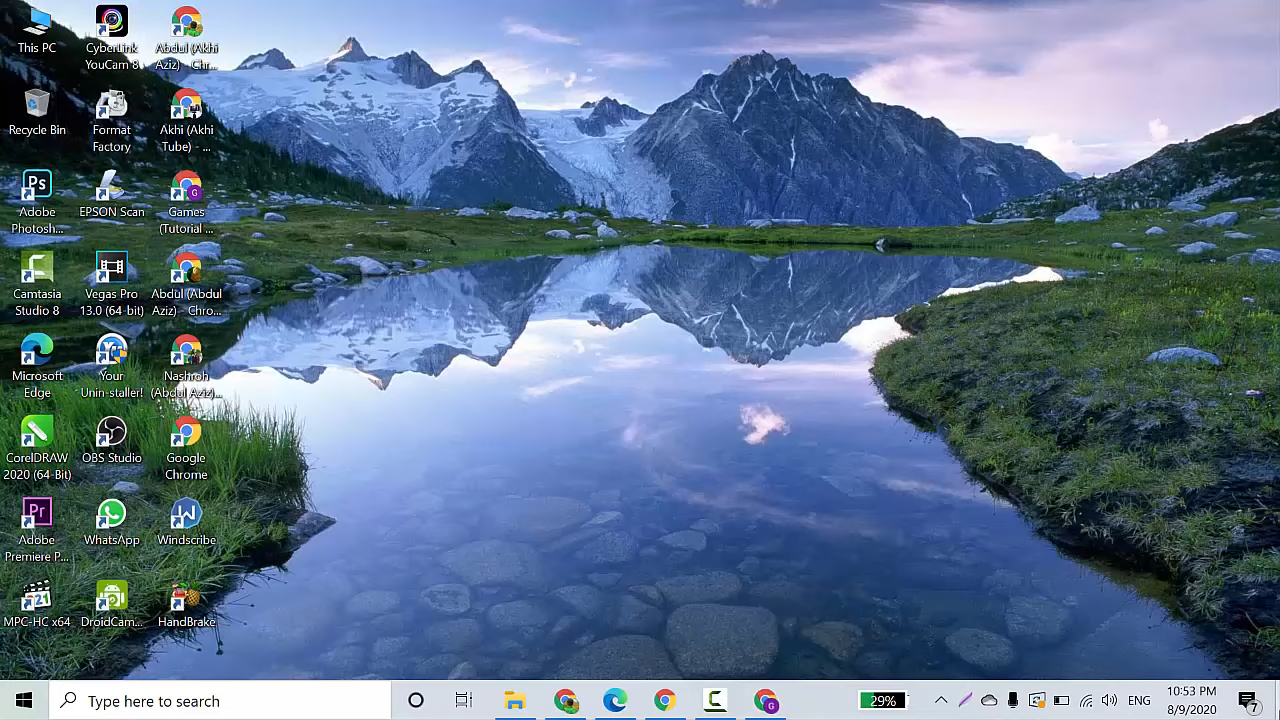 This PC
CyberLink
YouCam 8
Abdul (Akhi
Aziz) - Chr...
Recycle Bin
Format
Factory
Akhi (Akhi
Tube) - ...
Ps
Adobe
Photosh...
EPSON Scan
G
Games
(Tutorial ...
Camtasia
Studio 8
Vegas Pro
13.0 (64-bit)
Abdul (Abdul
Aziz) - Chro...
Microsoft
Edge
Your
Unin-staller!
Nashroh
(Abdul Aziz)...
CorelDRAW
2020 (64-Bit)
OBS Studio
Google
Chrome
Pr
Adobe
Premiere P...
WhatsApp
Windscribe
321
MPC-HC x64
DroidCam...
HandBrake
Type here to search
G
29%
ENG
10:53 PM
8/9/2020
7